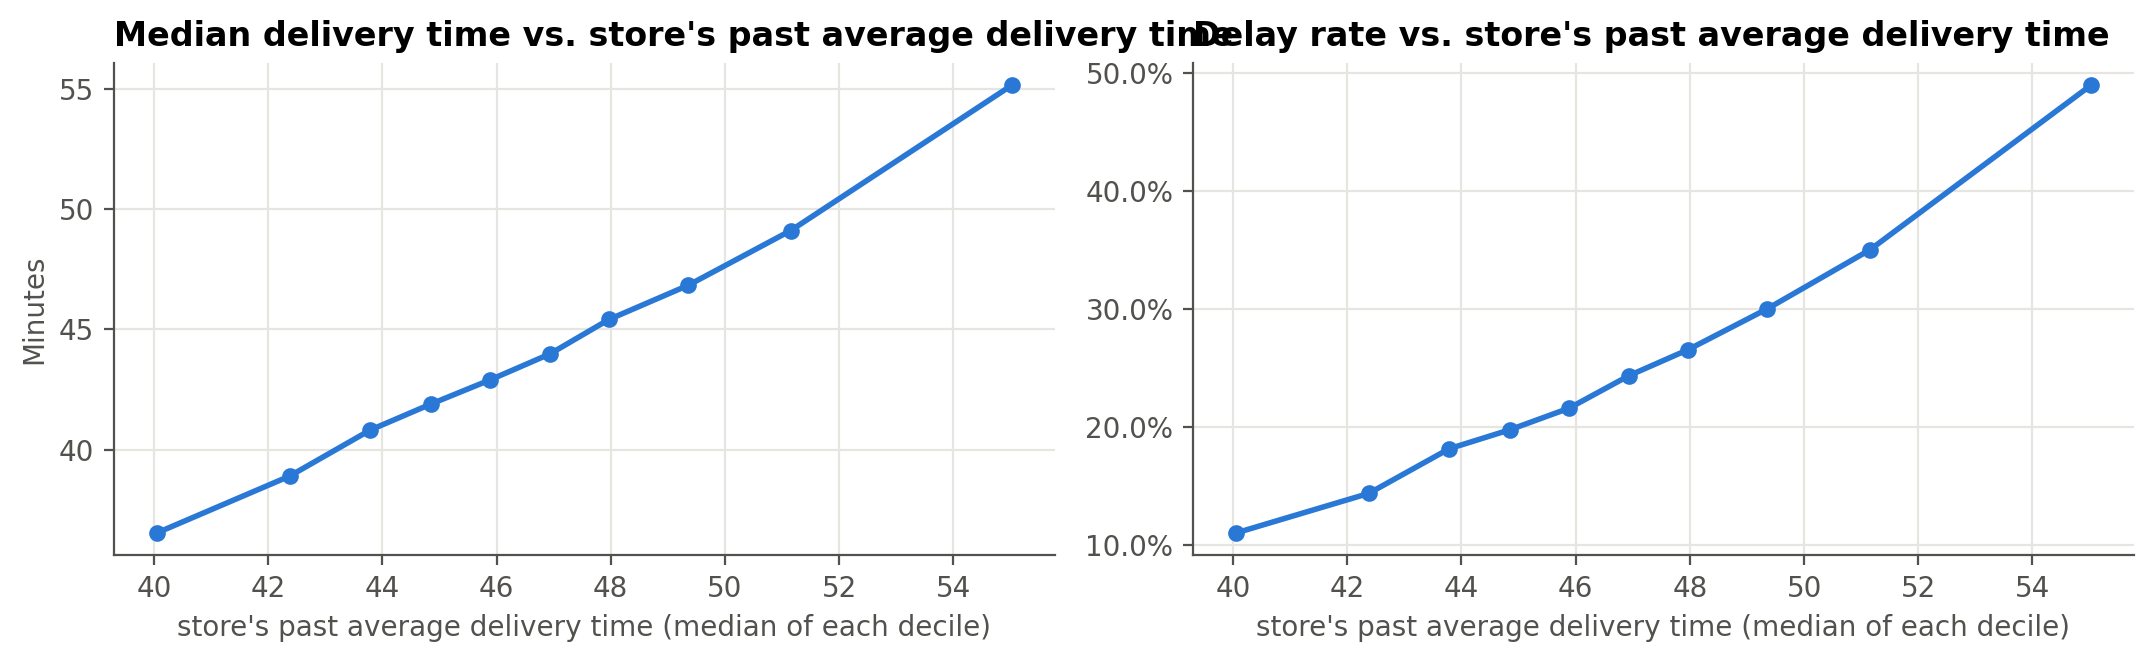 Median delivery time vs. store's past average delivery time
Delay rate vs. store's past average delivery time
Minutes
55
50
45
40
40 42 44 46 48 50 52 54
store's past average delivery time (median of each decile)
50.0%
40.0%
30.0%
20.0%
10.0%
40 42 44 46 48 50 52 54
store's past average delivery time (median of each decile)